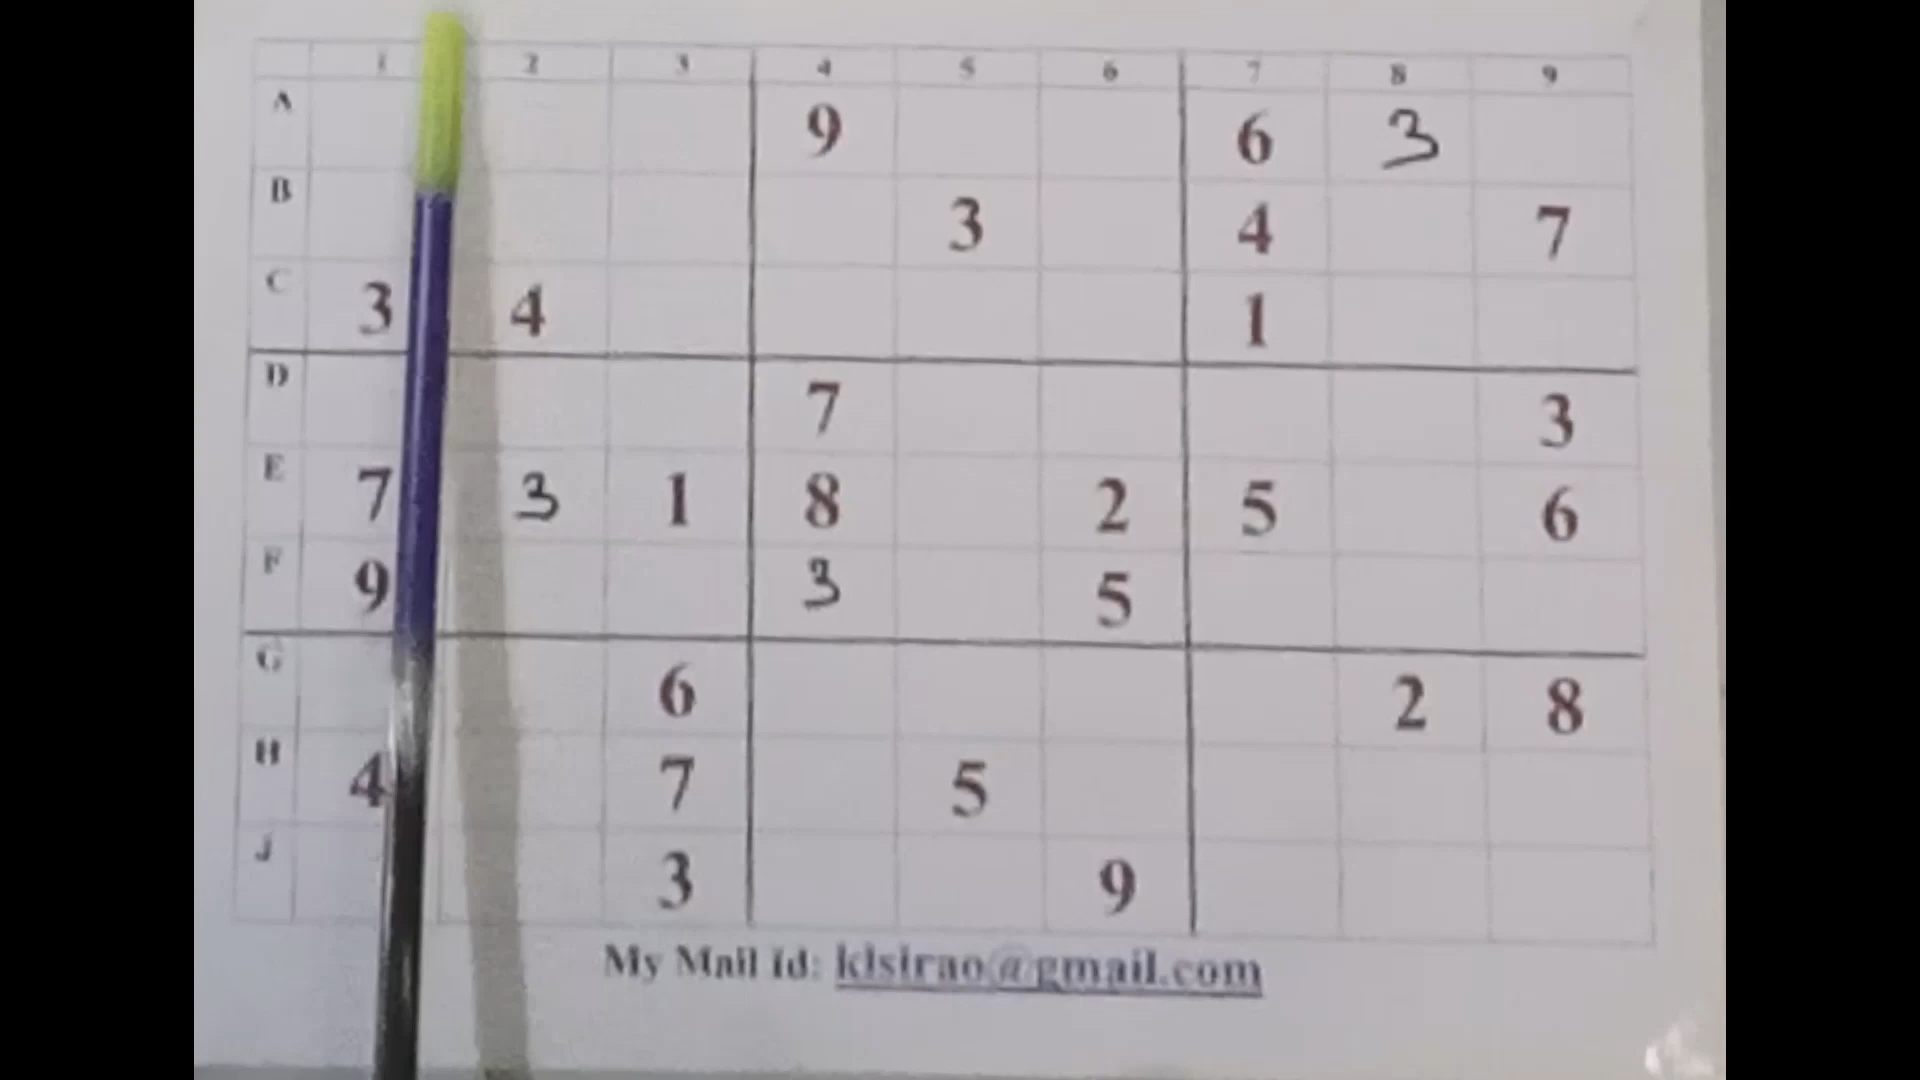 1 2 3 4 5 6 7 8 9
A 9 6 3
B 3 4 7
C 3 4 1
D 7 3
E 7 3 1 8 2 5 6
F 9 3 5
G 6 2 8
H 4 7 5
J 3 9
My Mail id: klsirao@gmail.com